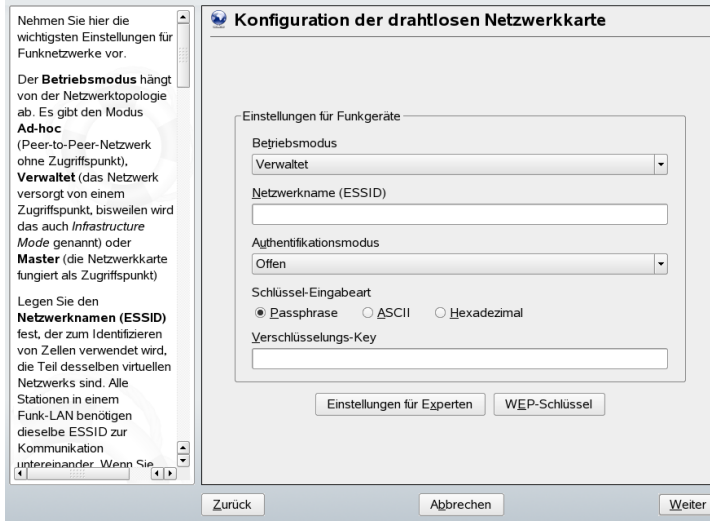 Nehmen Sie hier die
wichtigsten Einstellungen für
Funknetzwerke vor.
Der Betriebsmodus hängt
von der Netzwerktopologie
ab. Es gibt den Modus
Ad-hoc
(Peer-to-Peer-Netzwerk
ohne Zugriffspunkt),
Verwaltet (das Netzwerk
versorgt von einem
Zugriffspunkt, bisweilen wird
das auch Infrastructure
Mode genannt) oder
Master (die Netzwerkkarte
fungiert als Zugriffspunkt)
Legen Sie den
Netzwerknamen (ESSID)
fest, der zum Identifizieren
von Zellen verwendet wird,
die Teil desselben virtuellen
Netzwerks sind. Alle
Stationen in einem
Funk-LAN benötigen
dieselbe ESSID zur
Kommunikation
untereinander. Wenn Sie
Konfiguration der drahtlosen Netzwerkkarte
Einstellungen für Funkgeräte
Betriebsmodus
Verwaltet
Netzwerkname (ESSID)
Authentifikationsmodus
Offen
Schlüssel-Eingabeart
Passphrase ASCII Hexadezimal
Verschlüsselungs-Key
Einstellungen für Experten WEP-Schlüssel
Zurück Abbrechen Weiter